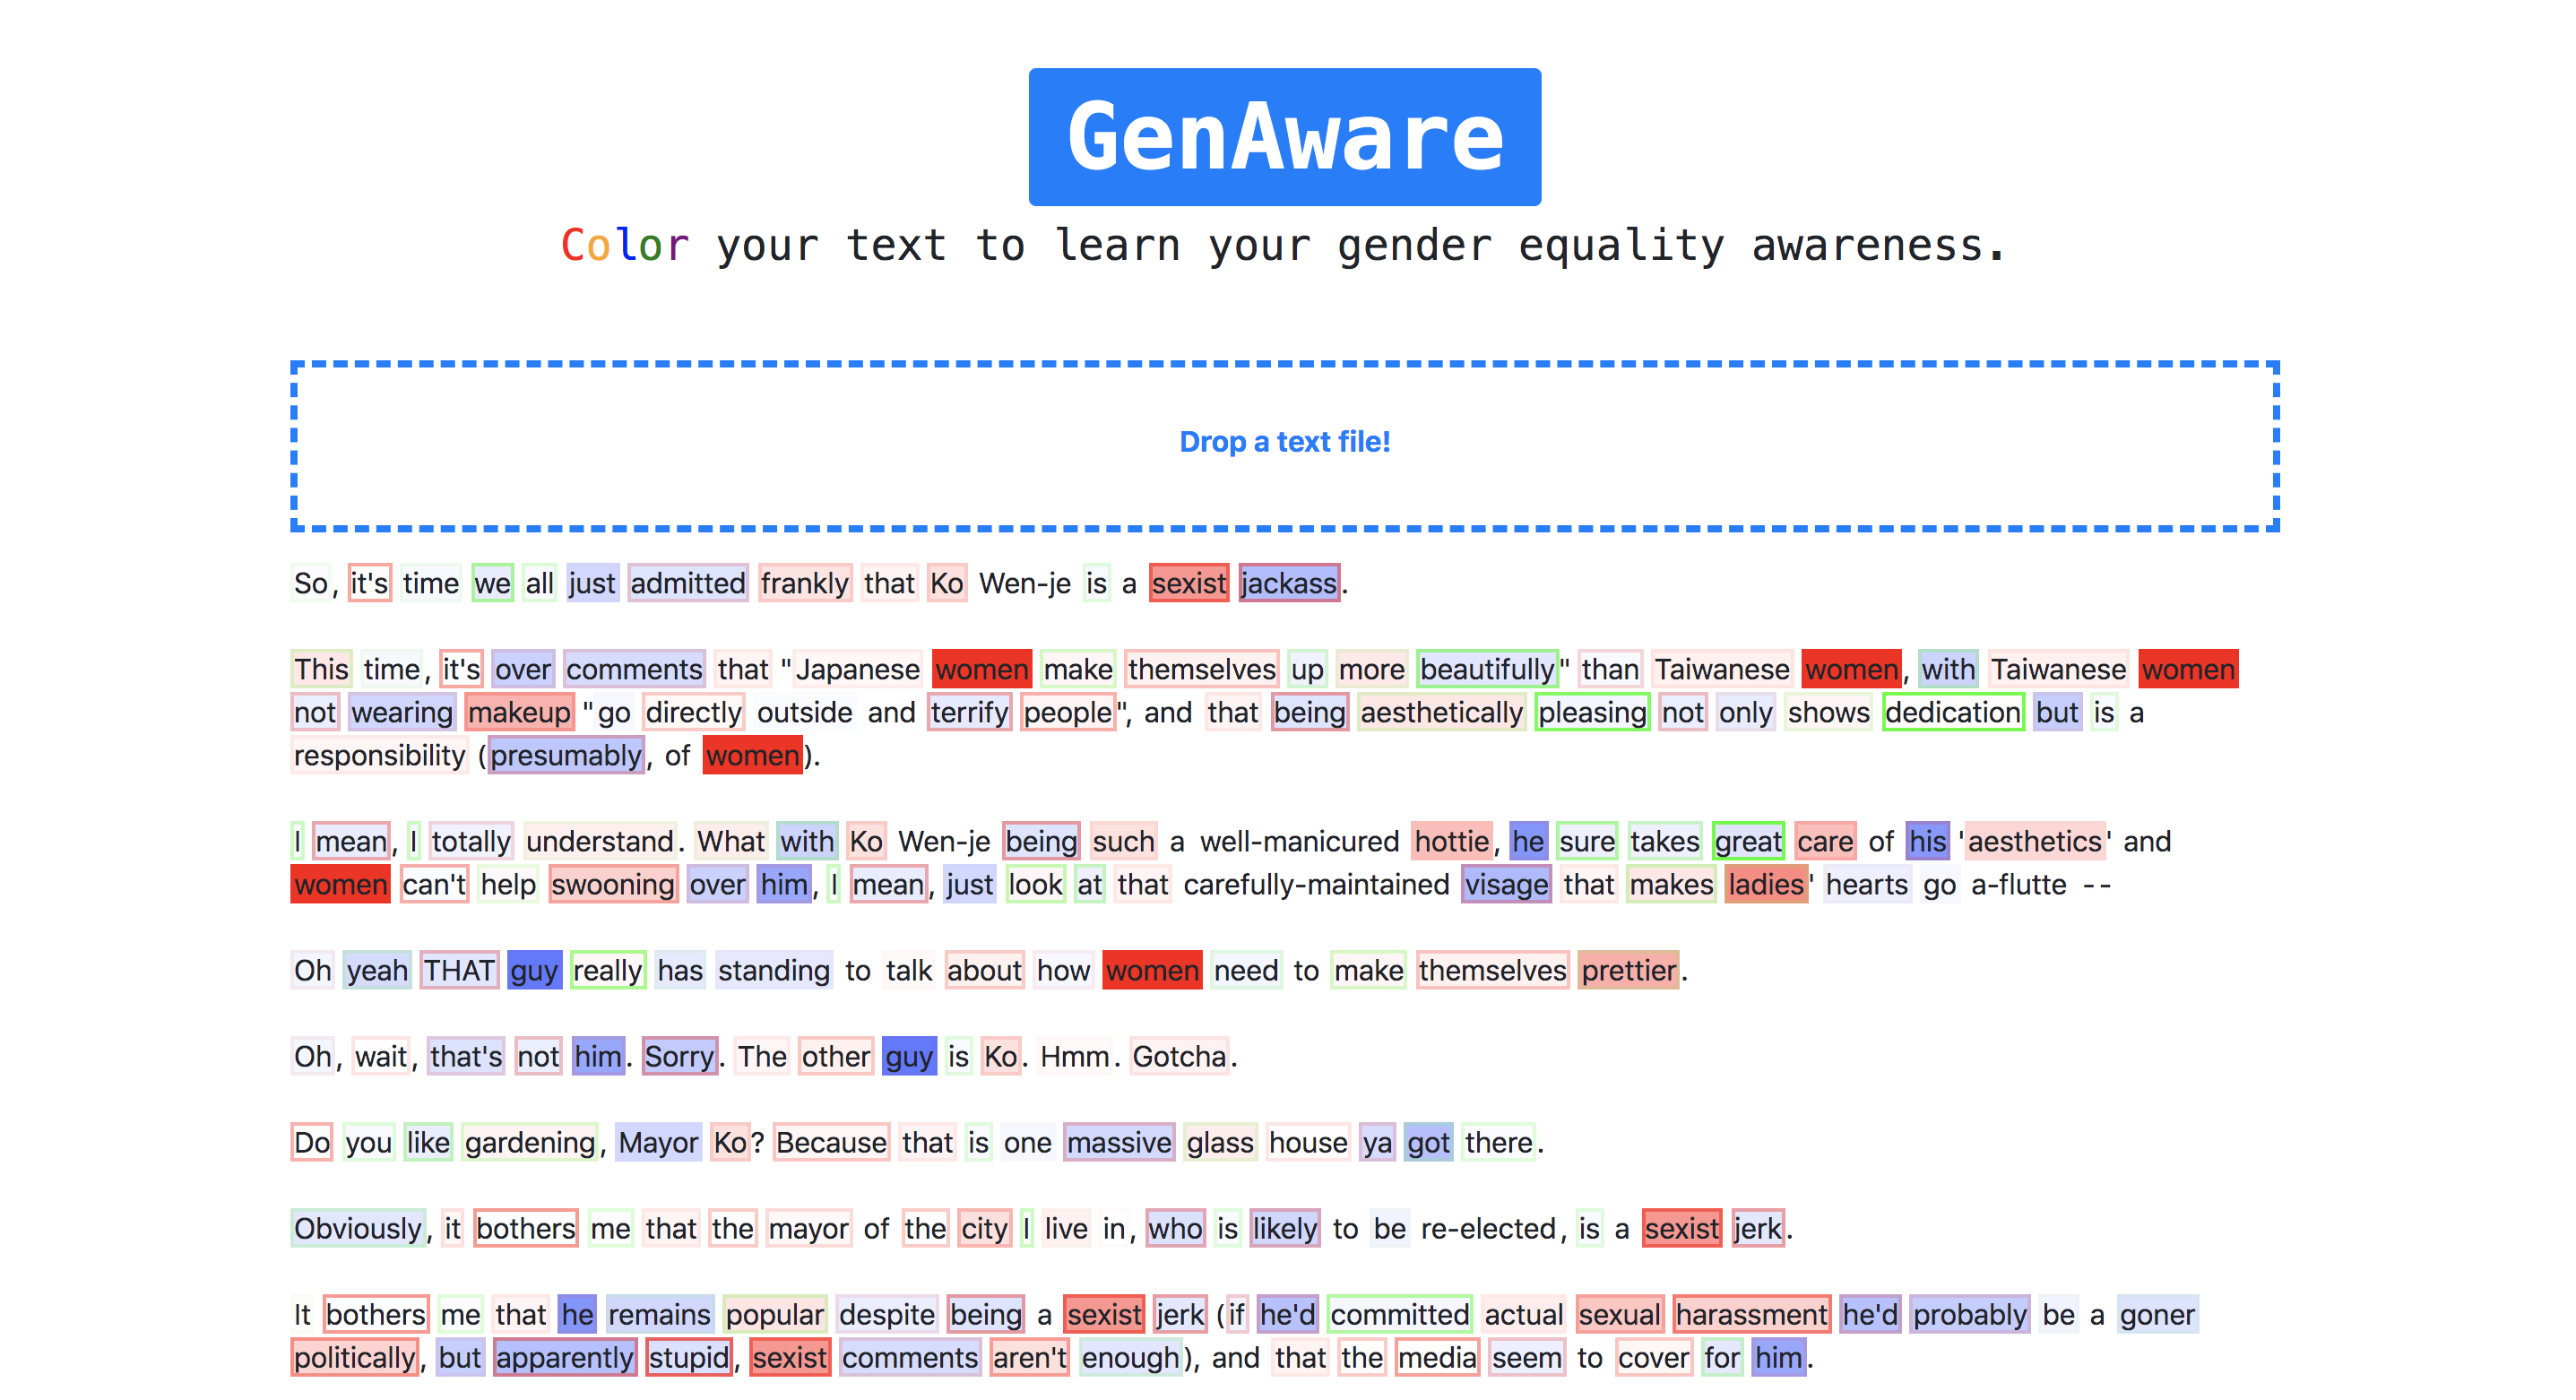 GenAware
Color your text to learn your gender equality awareness.
Drop a text file!
So, it's time we all just admitted frankly that Ko Wen-je is a sexist jackass.
This time, it's over comments that "Japanese women make themselves up more beautifully" than Taiwanese women, with Taiwanese women
not wearing makeup "go directly outside and terrify people", and that being aesthetically pleasing not only shows dedication but is a
responsibility (presumably, of women).
I mean, I totally understand. What with Ko Wen-je being such a well-manicured hottie, he sure takes great care of his 'aesthetics' and
women can't help swooning over him, I mean, just look at that carefully-maintained visage that makes ladies' hearts go a-flutte --
Oh yeah THAT guy really has standing to talk about how women need to make themselves prettier.
Oh, wait, that's not him. Sorry. The other guy is Ko. Hmm. Gotcha.
Do you like gardening, Mayor Ko? Because that is one massive glass house ya got there.
Obviously, it bothers me that the mayor of the city I live in, who is likely to be re-elected, is a sexist jerk.
It bothers me that he remains popular despite being a sexist jerk (if he'd committed actual sexual harassment he'd probably be a goner
politically, but apparently stupid, sexist comments aren't enough), and that the media seem to cover for him.